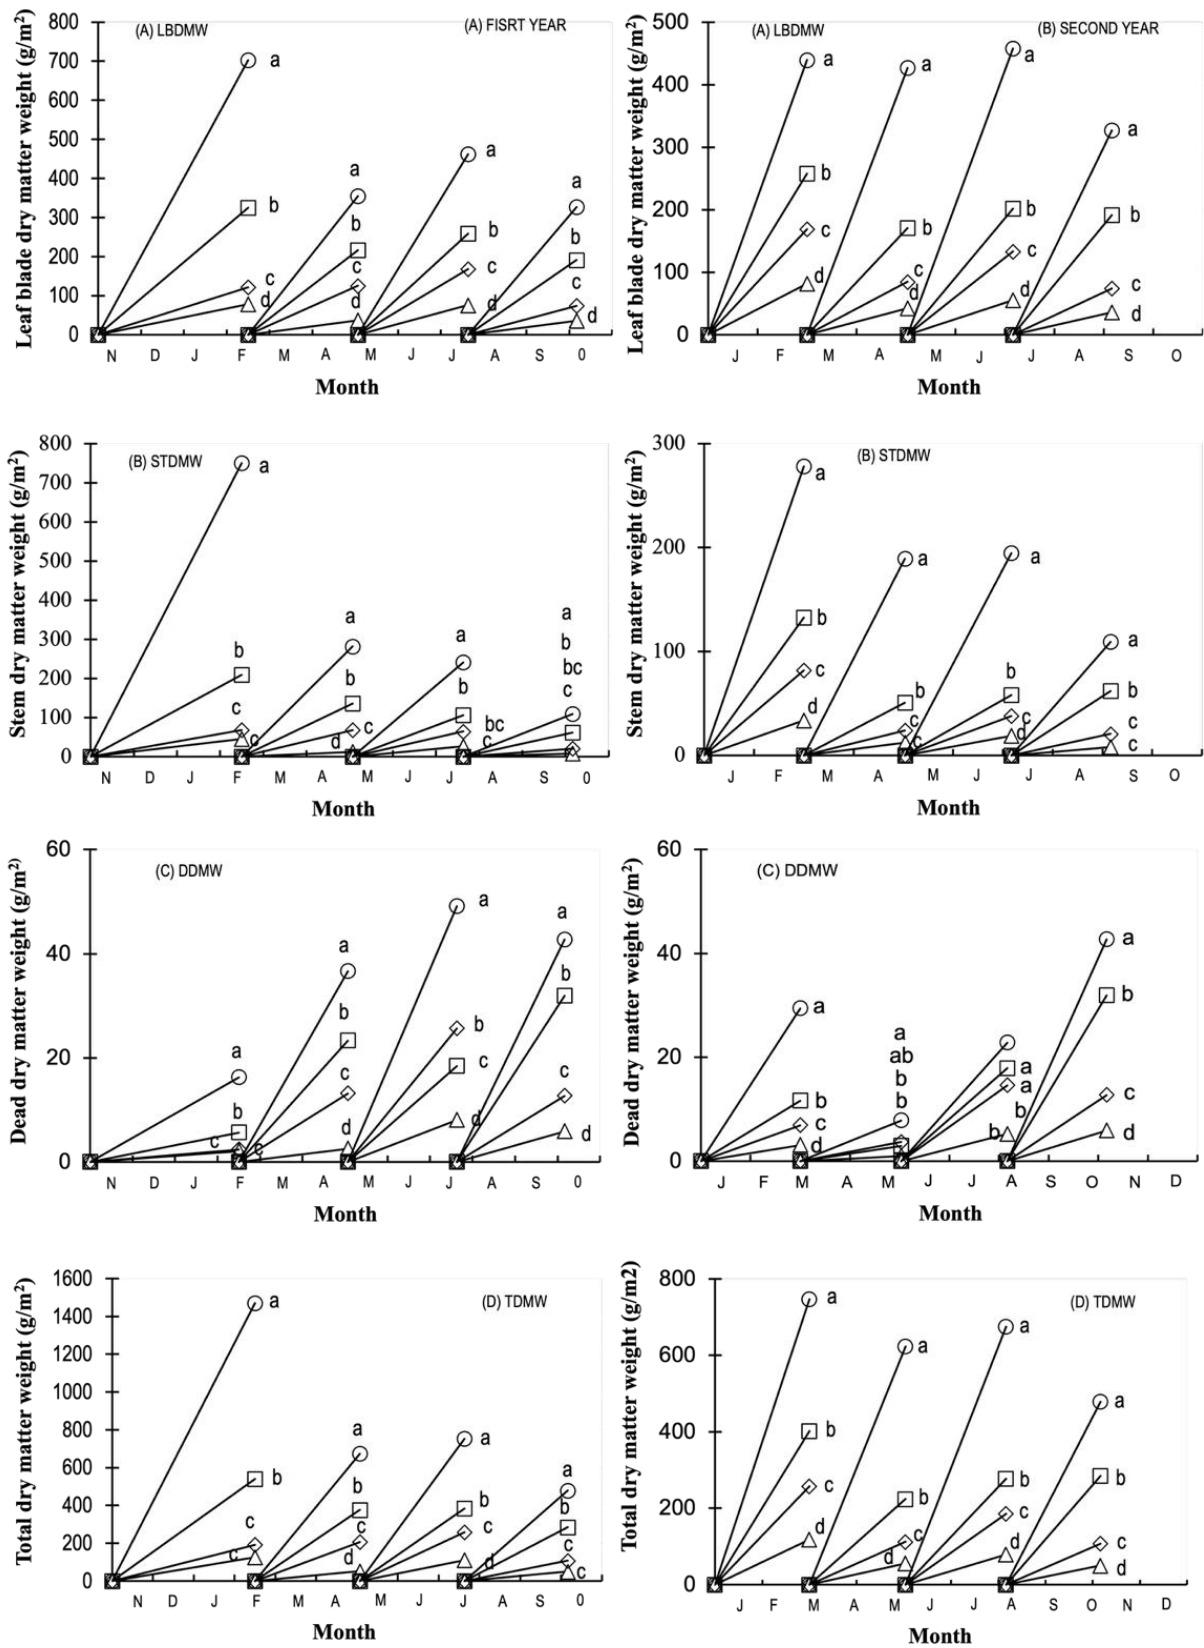 (A) LBDMW
(A) FISRT YEAR
Leaf blade dry matter weight (g/m²)
800
700
600
500
400
300
200
100
0
a
b
c
d
a
b
c
d
a
b
c
d
a
b
c
d
N D J F M A M J J A S 0
Month
(A) LBDMW
(B) SECOND YEAR
Leaf blade dry matter weight (g/m²)
500
400
300
200
100
0
a
b
c
d
a
b
c
d
a
b
c
d
a
b
c
d
J F M A M J J A S O
Month
(B) STDMW
Stem dry matter weight (g/m²)
800
700
600
500
400
300
200
100
0
a
b
c
c
a
b
c
d
a
b
bc
c
a
b
bc
c
N D J F M A M J J A S 0
Month
(B) STDMW
Stem dry matter weight (g/m²)
300
200
100
0
a
b
c
d
a
b
c
c
a
b
c
d
a
b
c
c
J F M A M J J A S O
Month
(C) DDMW
Dead dry matter weight (g/m²)
60
40
20
0
a
b
c
c
a
b
c
d
a
b
c
d
a
b
c
d
N D J F M A M J J A S 0
Month
(C) DDMW
Dead dry matter weight (g/m²)
60
40
20
0
a
b
c
d
a
ab
b
b
a
a
b
b
a
b
c
d
J F M A M J J A S O N D
Month
(D) TDMW
Total dry matter weight (g/m²)
1600
1400
1200
1000
800
600
400
200
0
a
b
c
c
a
b
c
d
a
b
c
d
a
b
c
c
N D J F M A M J J A S 0
Month
(D) TDMW
Total dry matter weight (g/m2)
800
600
400
200
0
a
b
c
d
a
b
c
d
a
b
c
d
a
b
c
d
J F M A M J J A S O N D
Month